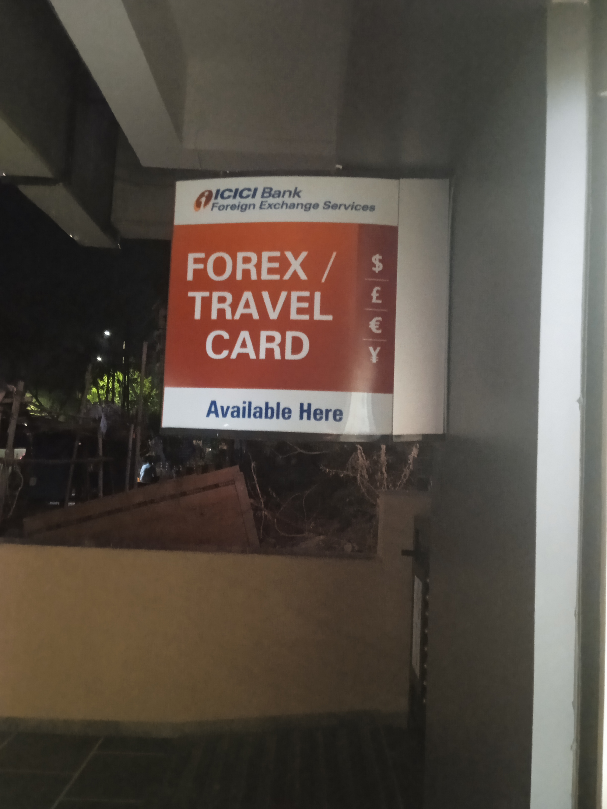 ICICI Bank
Foreign Exchange Services
FOREX /
TRAVEL
CARD
$
£
€
¥
Available Here